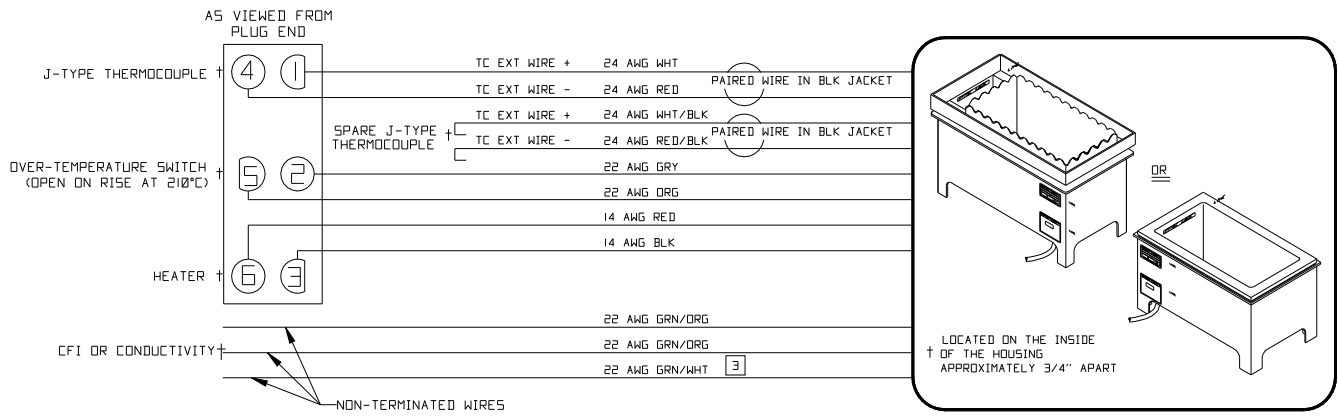 AS VIEWED FROM
PLUG END
J-TYPE THERMOCOUPLE †
4 1
TC EXT WIRE + 24 AWG WHT
PAIRED WIRE IN BLK JACKET
TC EXT WIRE - 24 AWG RED
TC EXT WIRE + 24 AWG WHT/BLK
SPARE J-TYPE †
THERMOCOUPLE
PAIRED WIRE IN BLK JACKET
TC EXT WIRE - 24 AWG RED/BLK
OVER-TEMPERATURE SWITCH †
(OPEN ON RISE AT 210°C)
5 2
22 AWG GRY
22 AWG ORG
14 AWG RED
14 AWG BLK
HEATER †
6 3
22 AWG GRN/ORG
CFI OR CONDUCTIVITY †
22 AWG GRN/ORG
22 AWG GRN/WHT 3
NON-TERMINATED WIRES
OR
† LOCATED ON THE INSIDE
OF THE HOUSING
APPROXIMATELY 3/4" APART